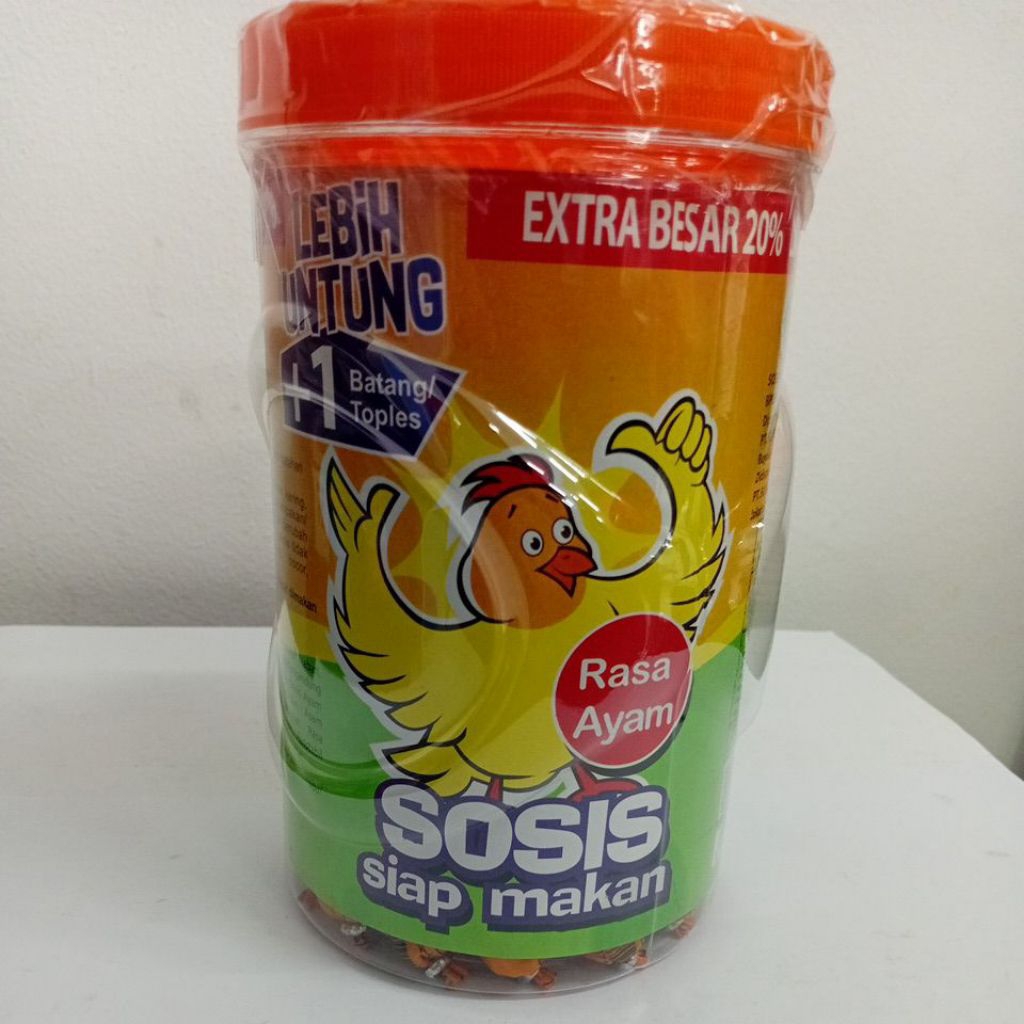 LEBiH
UNTUNG
+1 Batang/
Toples
EXTRA BESAR 20%
Rasa
Ayam
SOSIS
siap makan